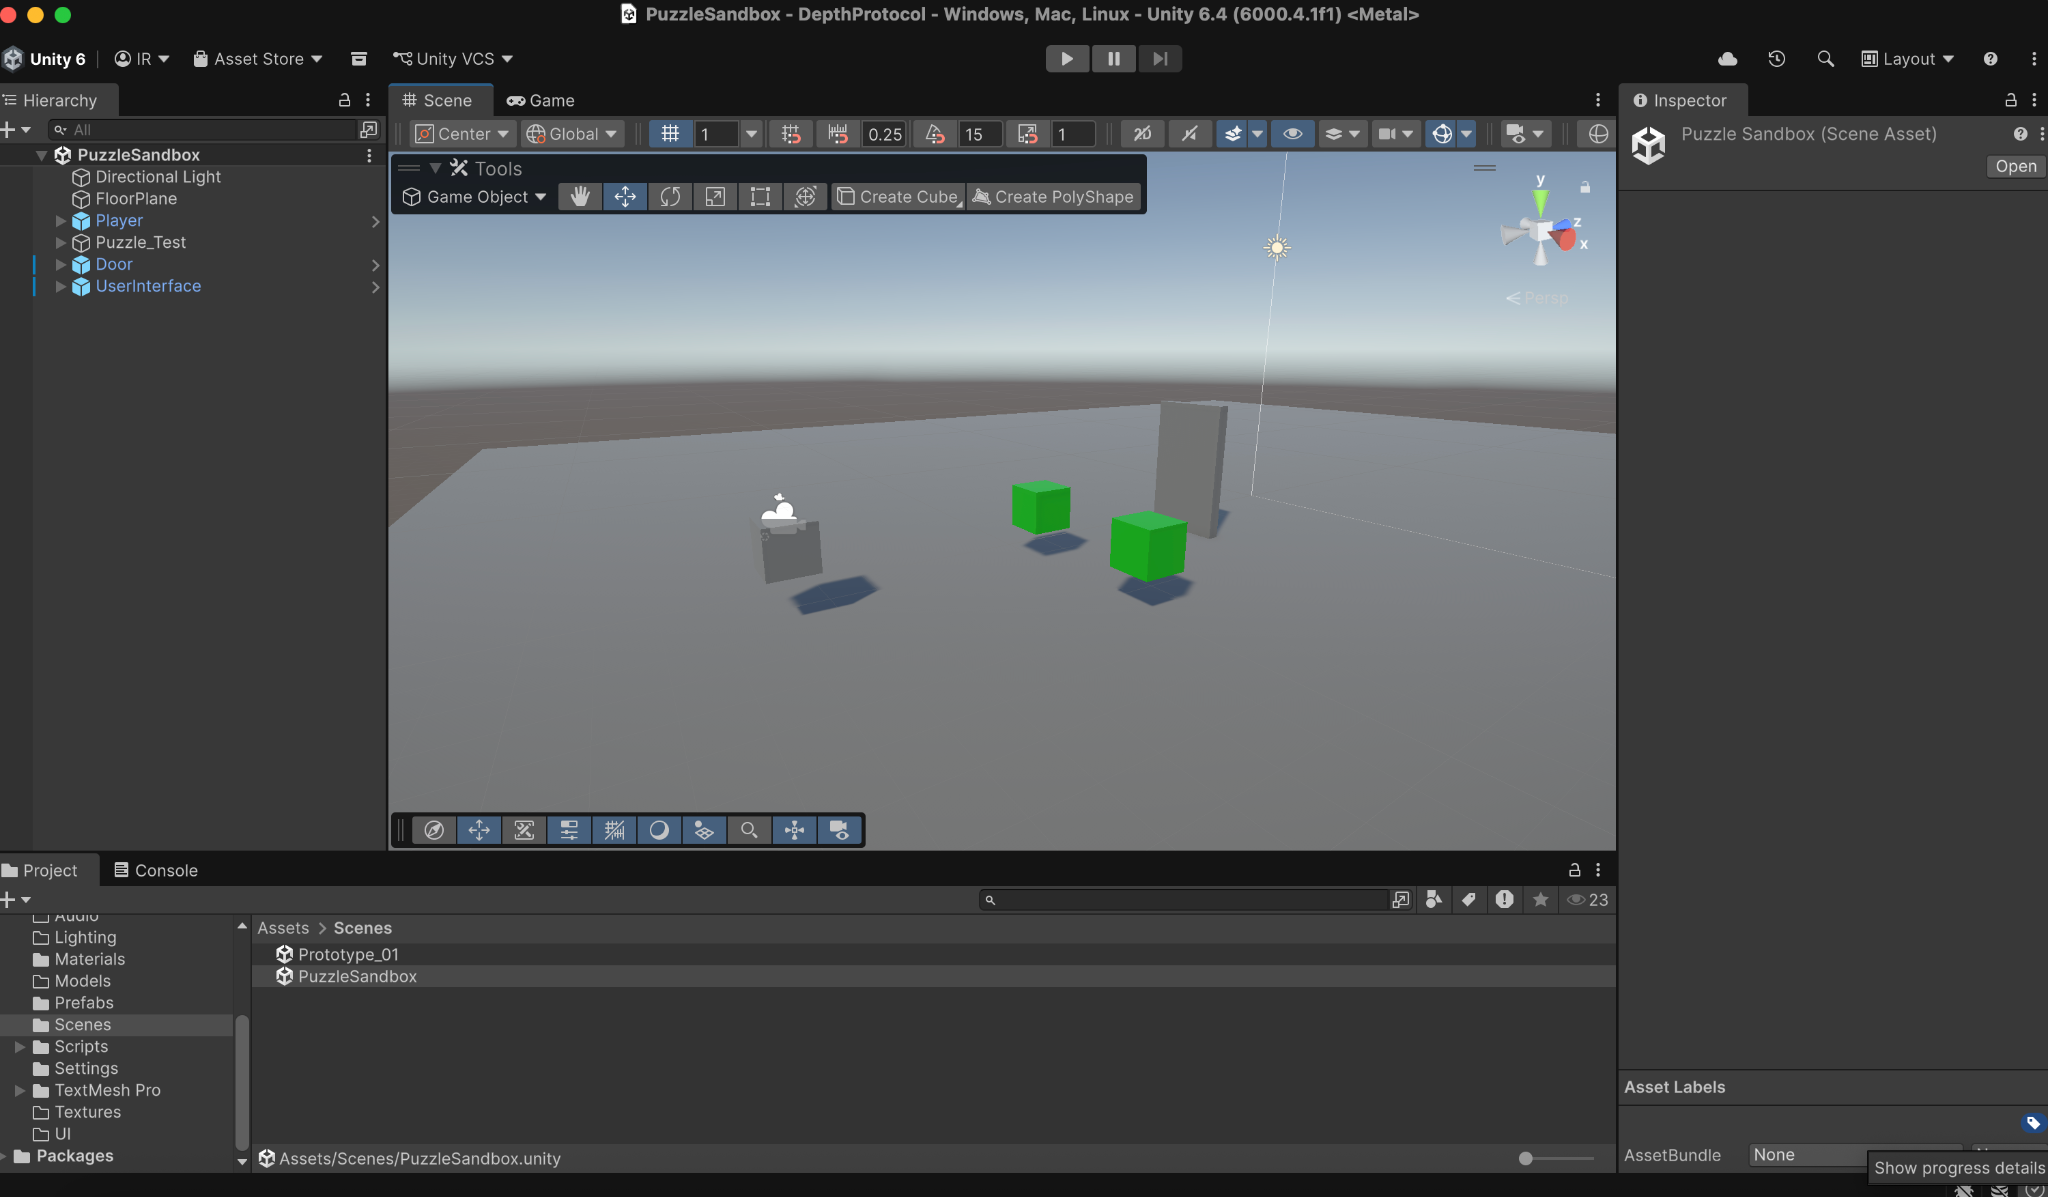 PuzzleSandbox - DepthProtocol - Windows, Mac, Linux - Unity 6.4 (6000.4.1f1) <Metal>
Unity 6
IR
Asset Store
Unity VCS
Layout
Hierarchy
All
PuzzleSandbox
Directional Light
FloorPlane
Player
Puzzle_Test
Door
UserInterface
Scene
Game
Center
Global
1
0.25
15
1
2D
Tools
Game Object
Create Cube
Create PolyShape
y
z
x
Persp
Inspector
Puzzle Sandbox (Scene Asset)
Open
Project
Console
23
Audio
Lighting
Materials
Models
Prefabs
Scenes
Scripts
Settings
TextMesh Pro
Textures
UI
Packages
Assets > Scenes
Prototype_01
PuzzleSandbox
Assets/Scenes/PuzzleSandbox.unity
Asset Labels
AssetBundle
None
Show progress details